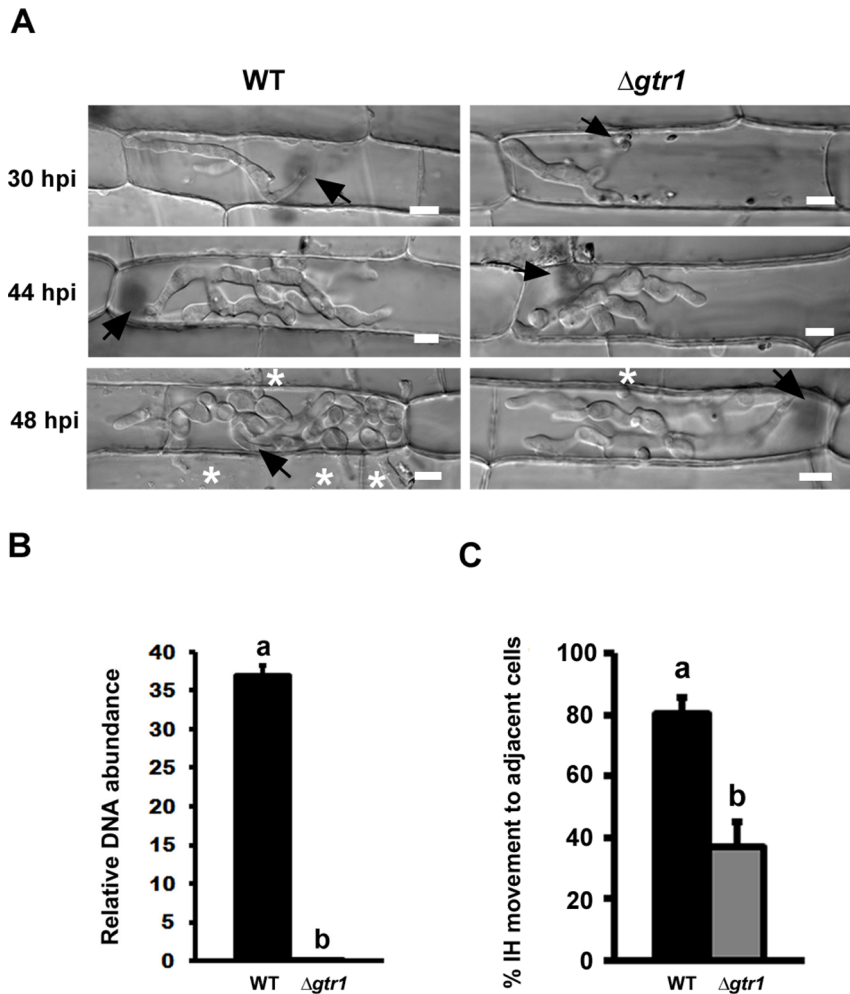 A
WT Δgtr1
30 hpi
44 hpi
48 hpi
* *
* * *
B
C
Relative DNA abundance
40
35
30
25
20
15
10
5
0
a
b
WT Δgtr1
% IH movement to adjacent cells
100
80
60
40
20
0
a
b
WT Δgtr1